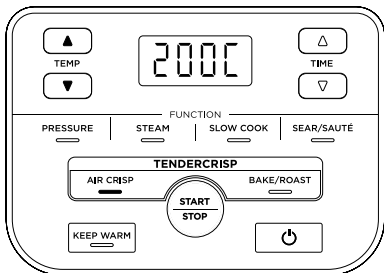 200C
TEMP
TIME
FUNCTION
PRESSURE STEAM SLOW COOK SEAR/SAUTÉ
TENDERCRISP
AIR CRISP BAKE/ROAST
START
STOP
KEEP WARM